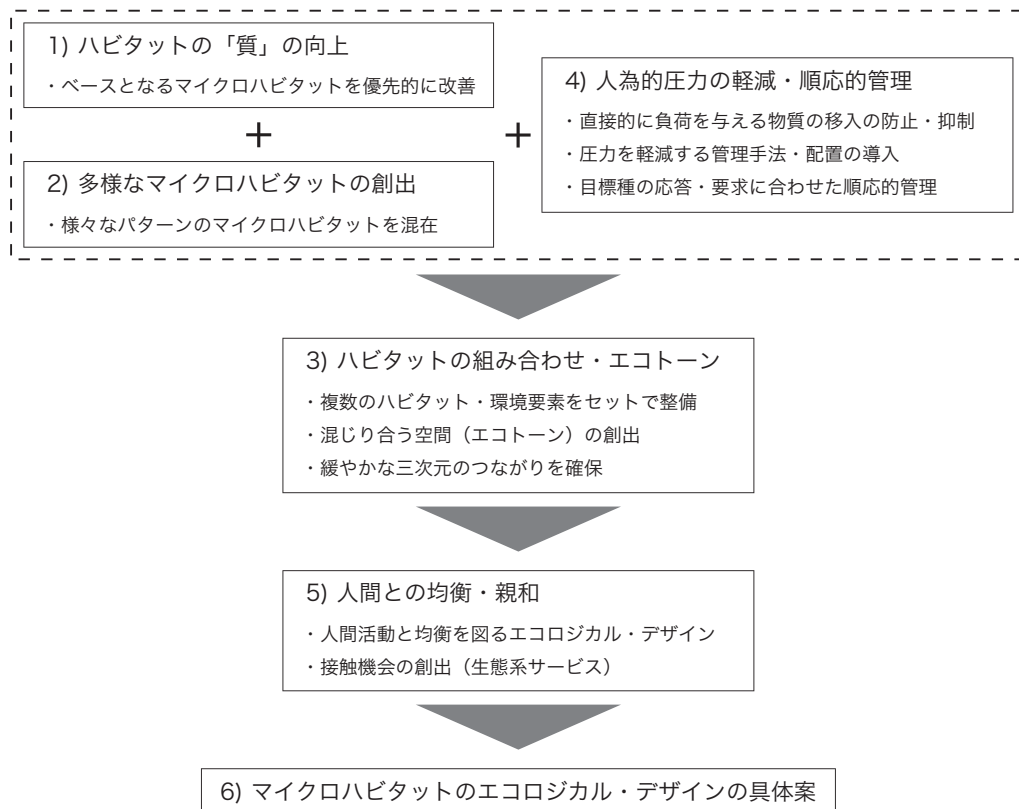 1) ハビタットの「質」の向上
・ベースとなるマイクロハビタットを優先的に改善
+
2) 多様なマイクロハビタットの創出
・様々なパターンのマイクロハビタットを混在
+
4) 人為的圧力の軽減・順応的管理
・直接的に負荷を与える物質の移入の防止・抑制
・圧力を軽減する管理手法・配置の導入
・目標種の応答・要求に合わせた順応的管理
3) ハビタットの組み合わせ・エコトーン
・複数のハビタット・環境要素をセットで整備
・混じり合う空間（エコトーン）の創出
・緩やかな三次元のつながりを確保
5) 人間との均衡・親和
・人間活動と均衡を図るエコロジカル・デザイン
・接触機会の創出（生態系サービス）
6) マイクロハビタットのエコロジカル・デザインの具体案